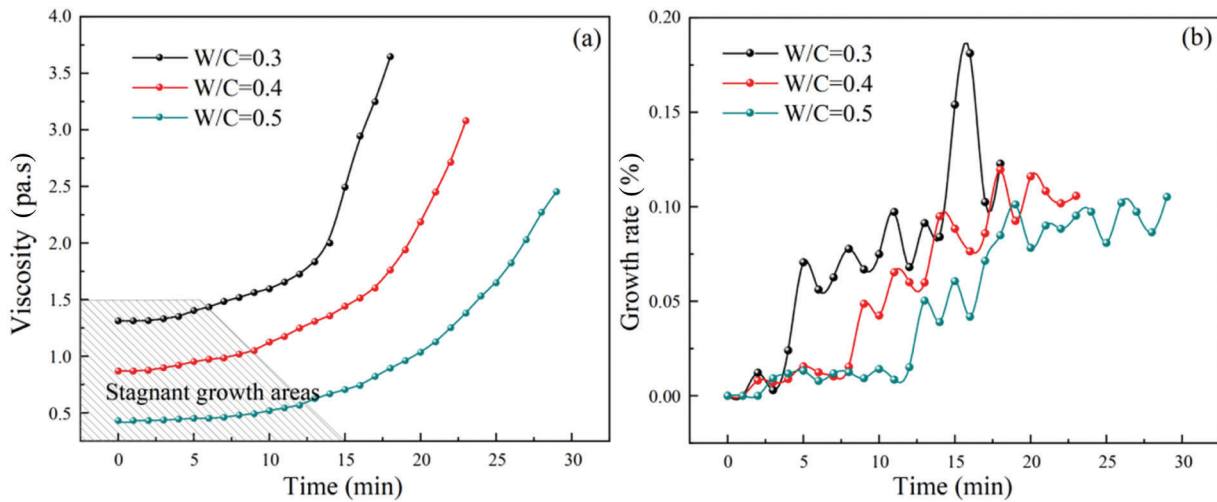 (a)
W/C=0.3
W/C=0.4
W/C=0.5
Viscosity (pa.s)
4.0
3.5
3.0
2.5
2.0
1.5
1.0
0.5
Stagnant growth areas
0 5 10 15 20 25 30
Time (min)
(b)
W/C=0.3
W/C=0.4
W/C=0.5
Growth rate (%)
0.20
0.15
0.10
0.05
0.00
0 5 10 15 20 25 30
Time (min)